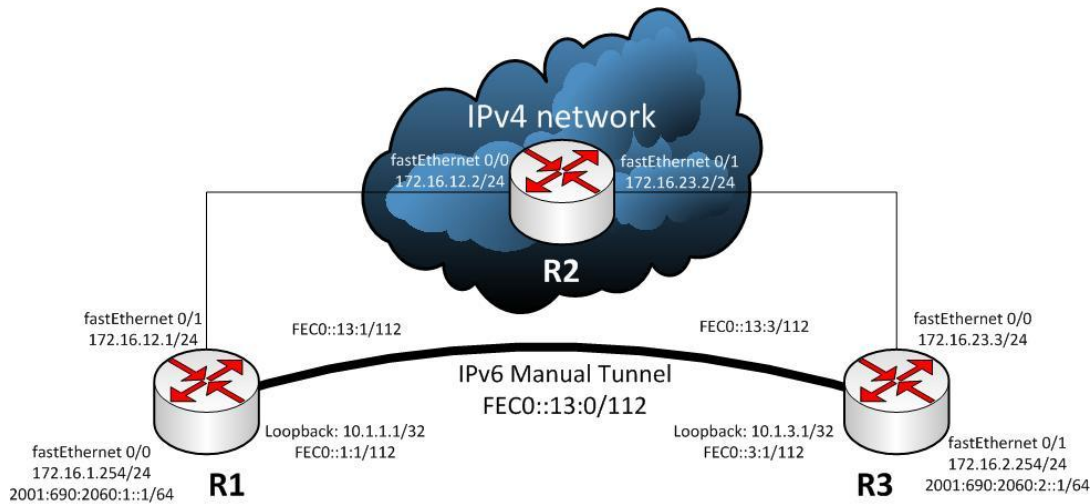 IPv4 network
fastEthernet 0/0
172.16.12.2/24
fastEthernet 0/1
172.16.23.2/24
R2
fastEthernet 0/1
172.16.12.1/24
FEC0::13:1/112
FEC0::13:3/112
fastEthernet 0/0
172.16.23.3/24
IPv6 Manual Tunnel
FEC0::13:0/112
fastEthernet 0/0
172.16.1.254/24
2001:690:2060:1::1/64
R1
Loopback: 10.1.1.1/32
FEC0::1:1/112
Loopback: 10.1.3.1/32
FEC0::3:1/112
R3
fastEthernet 0/1
172.16.2.254/24
2001:690:2060:2::1/64